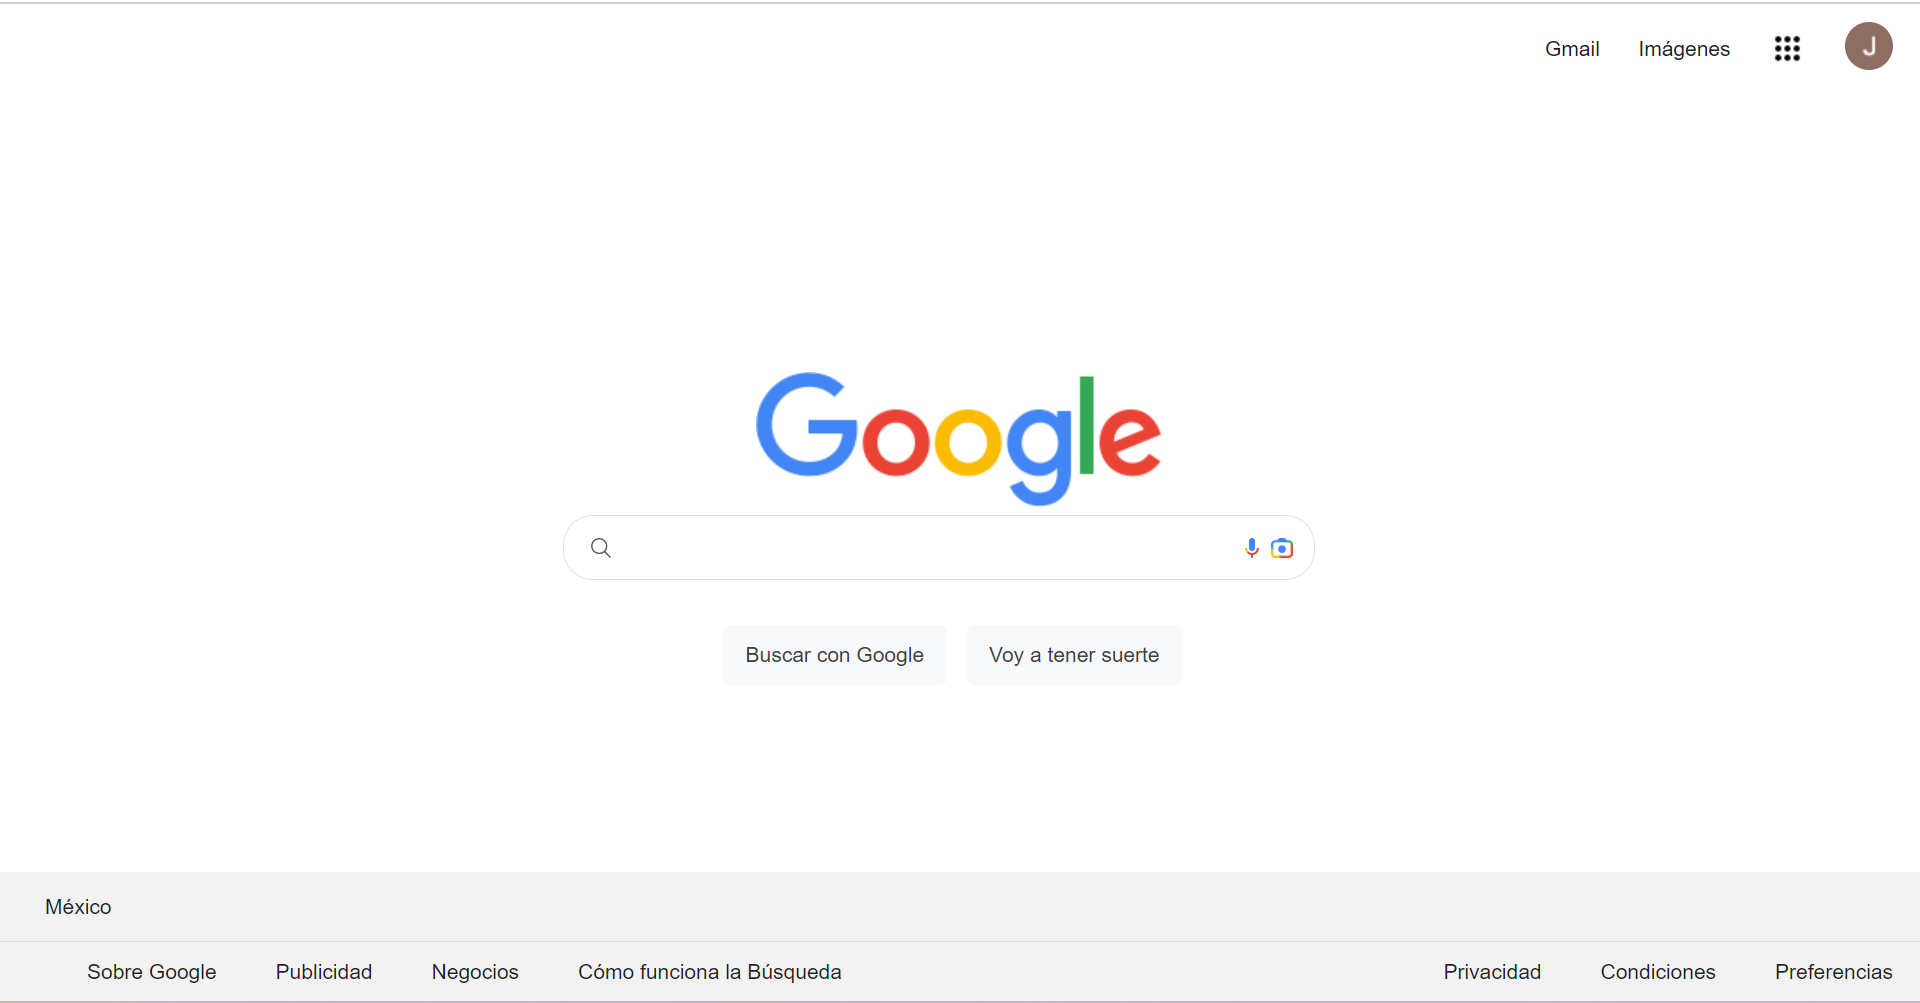 Gmail Imágenes J
Google
Buscar con Google Voy a tener suerte
México
Sobre Google Publicidad Negocios Cómo funciona la Búsqueda Privacidad Condiciones Preferencias